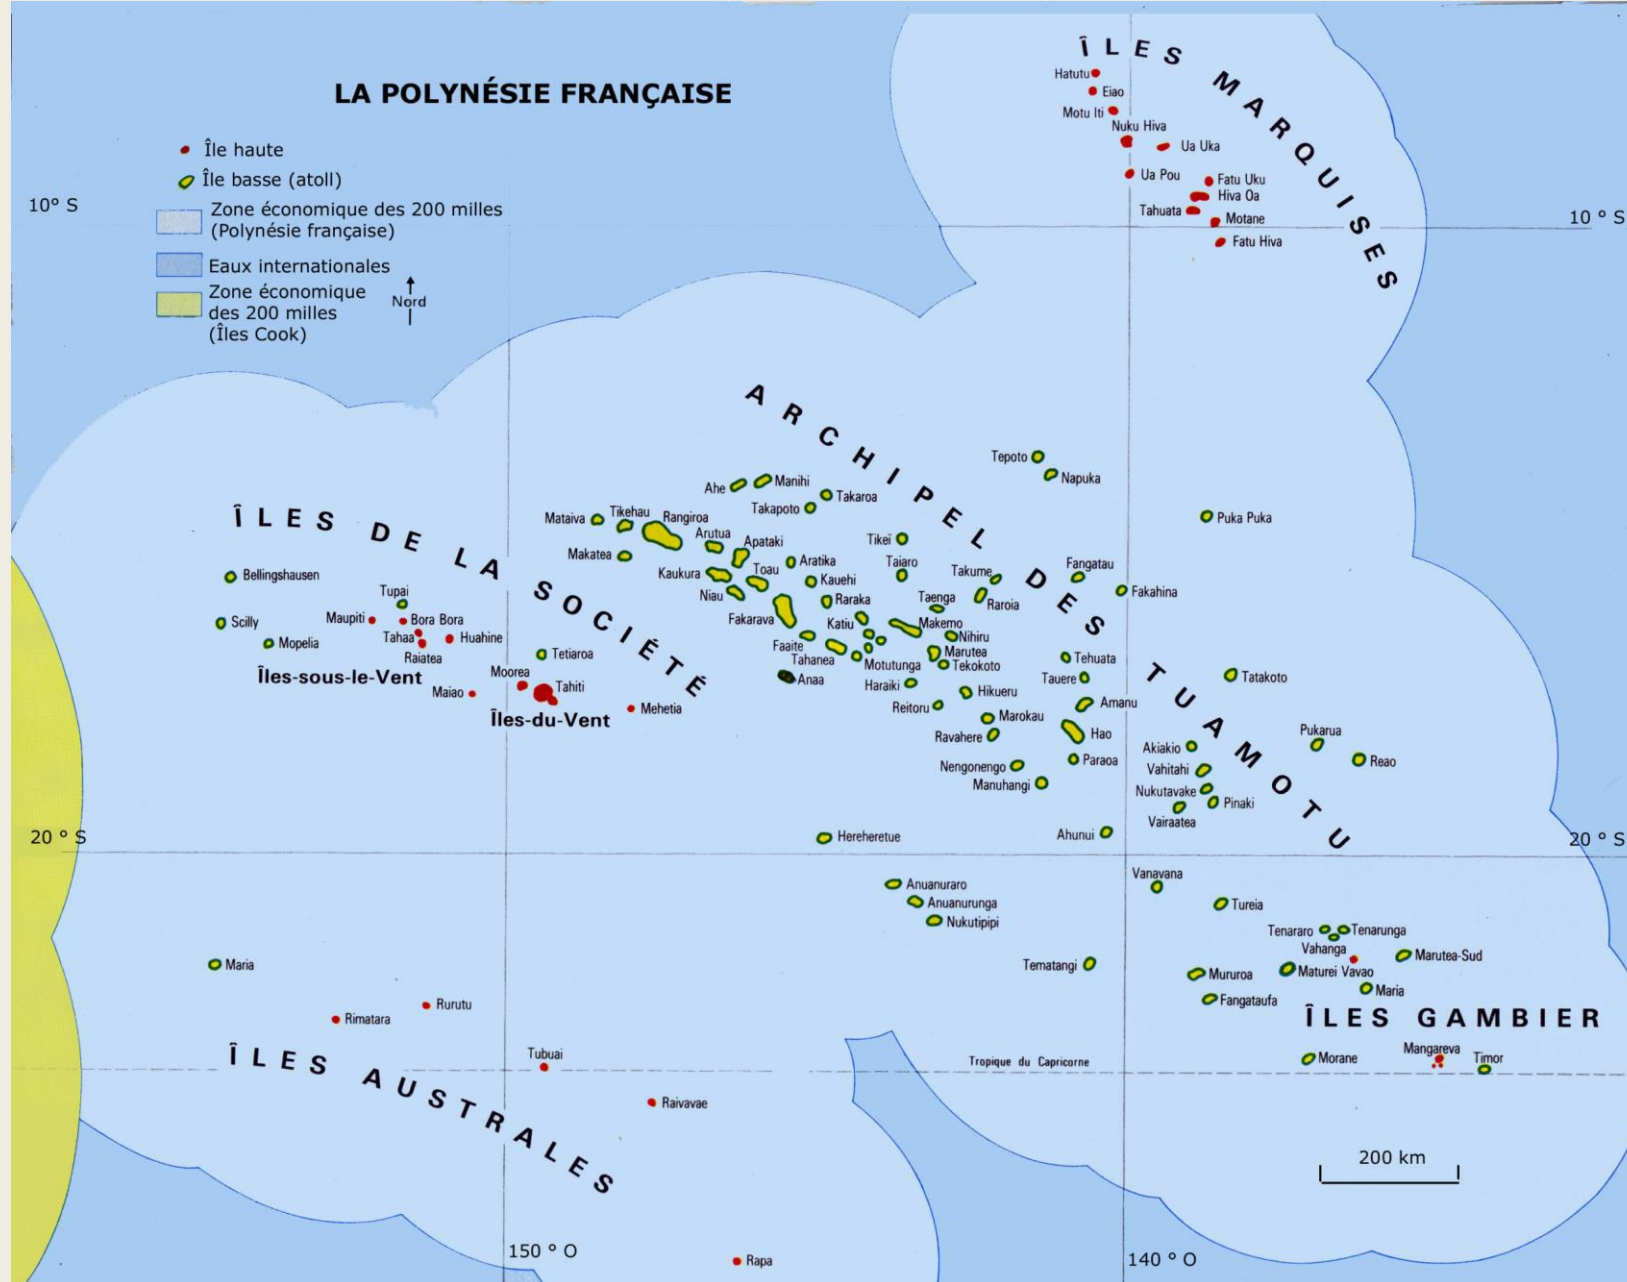 LA POLYNÉSIE FRANÇAISE
Île haute
Île basse (atoll)
Zone économique des 200 milles
(Polynésie française)
Eaux internationales
Zone économique
des 200 milles
(Îles Cook)
Nord
10° S
10 ° S
ÎLES MARQUISES
Hatutu
Eiao
Motu Iti
Nuku Hiva
Ua Uka
Ua Pou
Fatu Uku
Hiva Oa
Tahuata
Motane
Fatu Hiva
ARCHIPEL DES TUAMOTU
Tepoto
Napuka
Ahe
Manihi
Takaroa
Takapoto
Puka Puka
Mataiva
Tikehau
Rangiroa
Arutua
Apataki
Tikeï
Makatea
Aratika
Taiaro
Takume
Fangatau
Kaukura
Toau
Kauehi
Fakahina
Niau
Raraka
Taenga
Raroia
Fakarava
Katiu
Makemo
Nihiru
Faaite
Tahanea
Motutunga
Marutea
Tekokoto
Tehuata
Anaa
Haraiki
Hikueru
Tauere
Tatakoto
Reitoru
Marokau
Amanu
Ravahere
Hao
Pukarua
Akiakio
Reao
Nengonengo
Paraoa
Vahitahi
Manuhangi
Nukutavake
Pinaki
Vairaatea
Hereheretue
Ahunui
ÎLES DE LA SOCIÉTÉ
Bellingshausen
Tupai
Scilly
Maupiti
Bora Bora
Tahaa
Huahine
Mopelia
Raiatea
Tetiaroa
Îles-sous-le-Vent
Moorea
Tahiti
Maiao
Mehetia
Îles-du-Vent
20 ° S
20 ° S
Vanavana
Anuanuraro
Anuanurunga
Tureia
Nukutipipi
Tenararo
Tenarunga
Vahanga
Marutea-Sud
Tematangi
Mururoa
Maturei Vavao
Maria
Fangataufa
ÎLES GAMBIER
Tropique du Capricorne
Morane
Mangareva
Timor
Maria
Rurutu
Rimatara
ÎLES AUSTRALES
Tubuai
Raivavae
200 km
150 ° O
140 ° O
Rapa